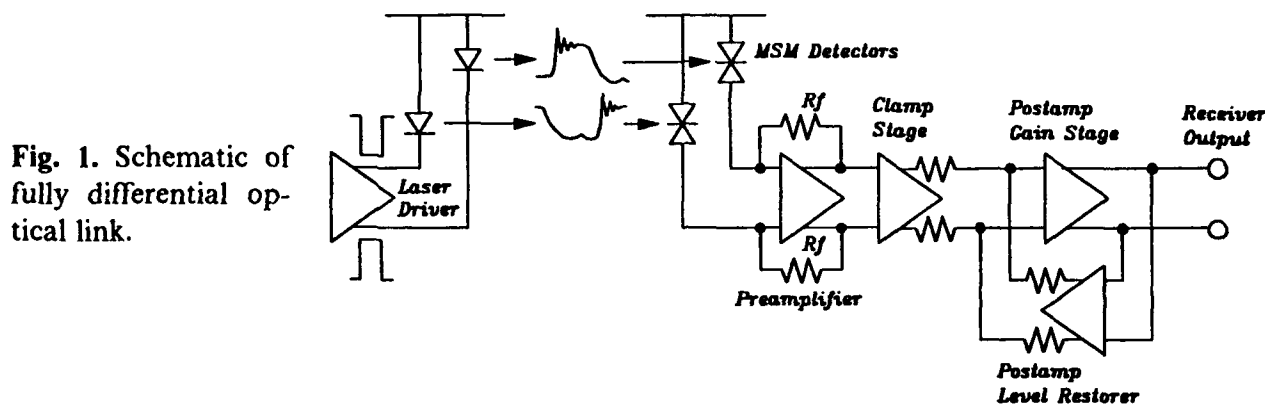 Fig. 1. Schematic of
fully differential op-
tical link.
Laser
Driver
MSM Detectors
Rf
Rf
Preamplifier
Clamp
Stage
Postamp
Gain Stage
Receiver
Output
Postamp
Level Restorer